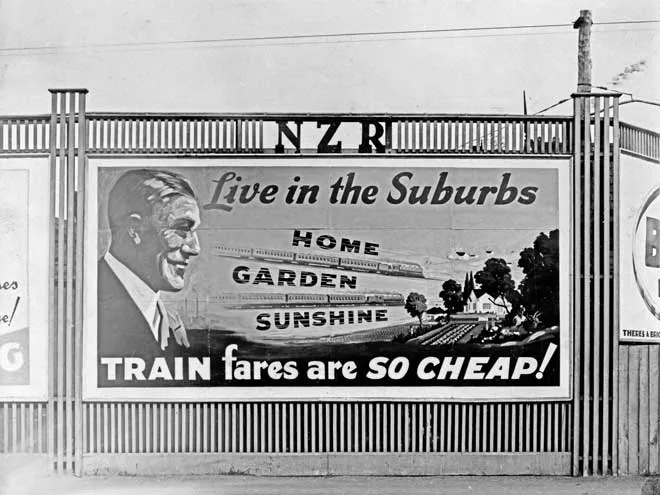 NZR
Live in the Suburbs
HOME
GARDEN
SUNSHINE
TRAIN fares are SO CHEAP!